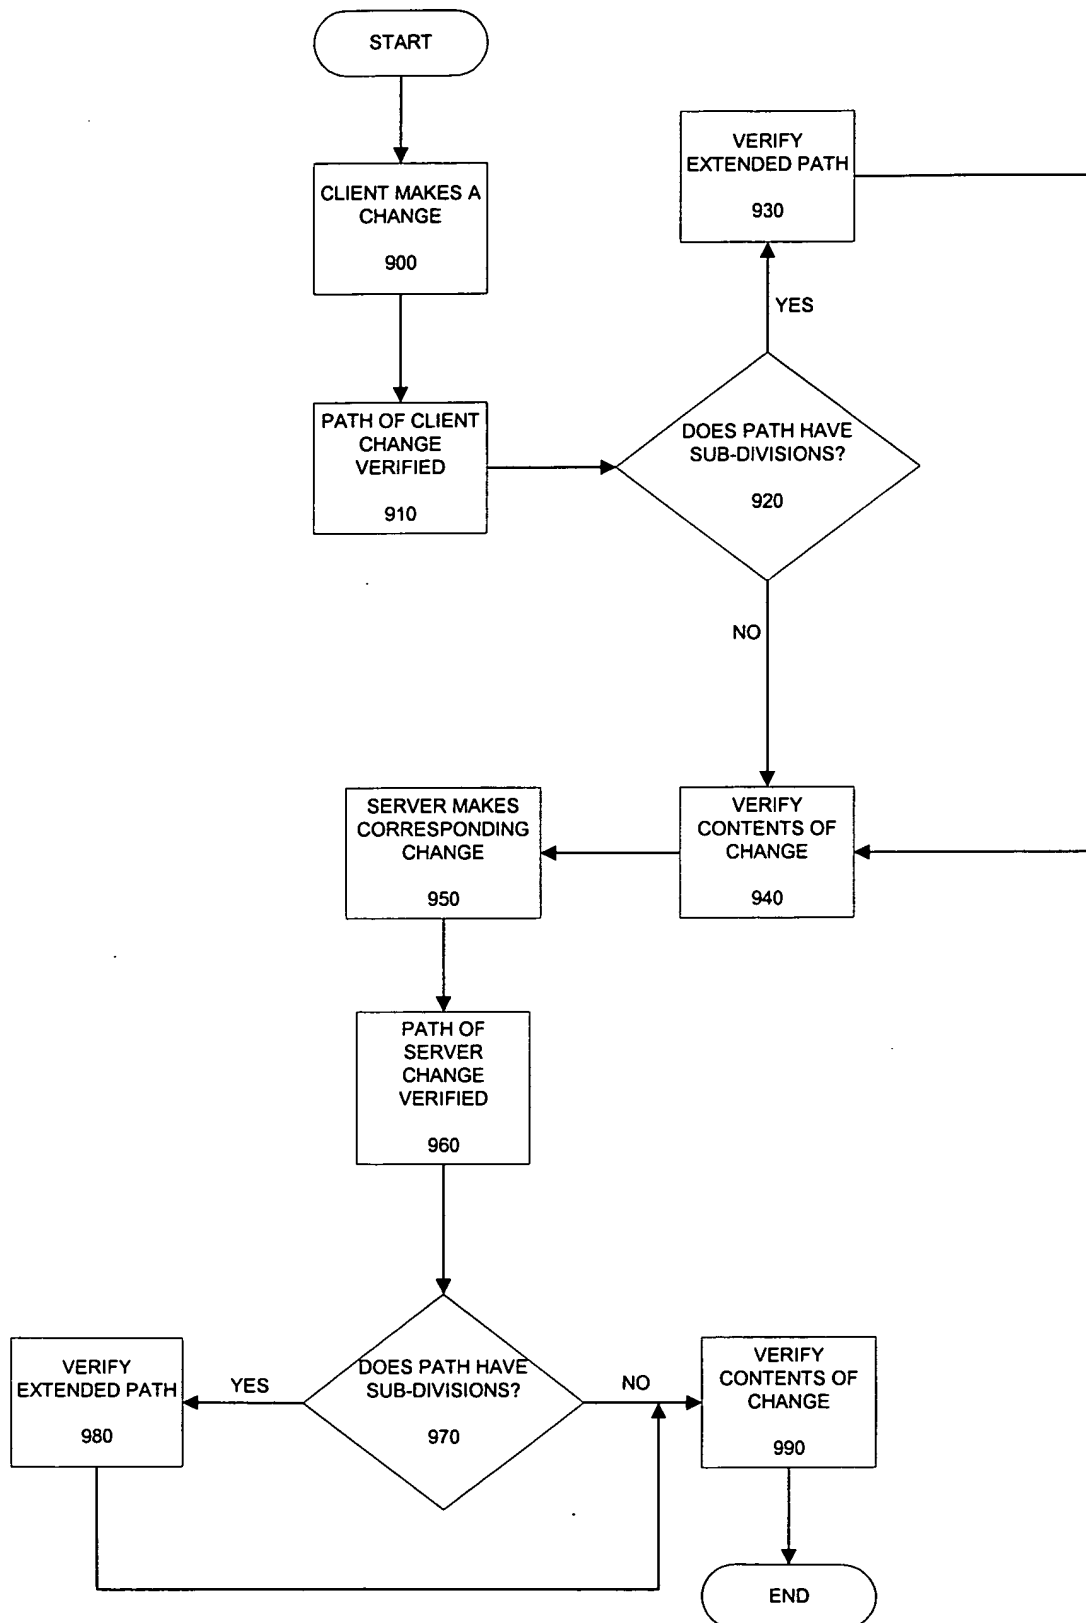 START
CLIENT MAKES A
CHANGE
900
VERIFY
EXTENDED PATH
930
YES
PATH OF CLIENT
CHANGE
VERIFIED
910
DOES PATH HAVE
SUB-DIVISIONS?
920
NO
VERIFY
CONTENTS OF
CHANGE
940
SERVER MAKES
CORRESPONDING
CHANGE
950
PATH OF
SERVER
CHANGE
VERIFIED
960
DOES PATH HAVE
SUB-DIVISIONS?
970
YES
VERIFY
EXTENDED PATH
980
NO
VERIFY
CONTENTS OF
CHANGE
990
END